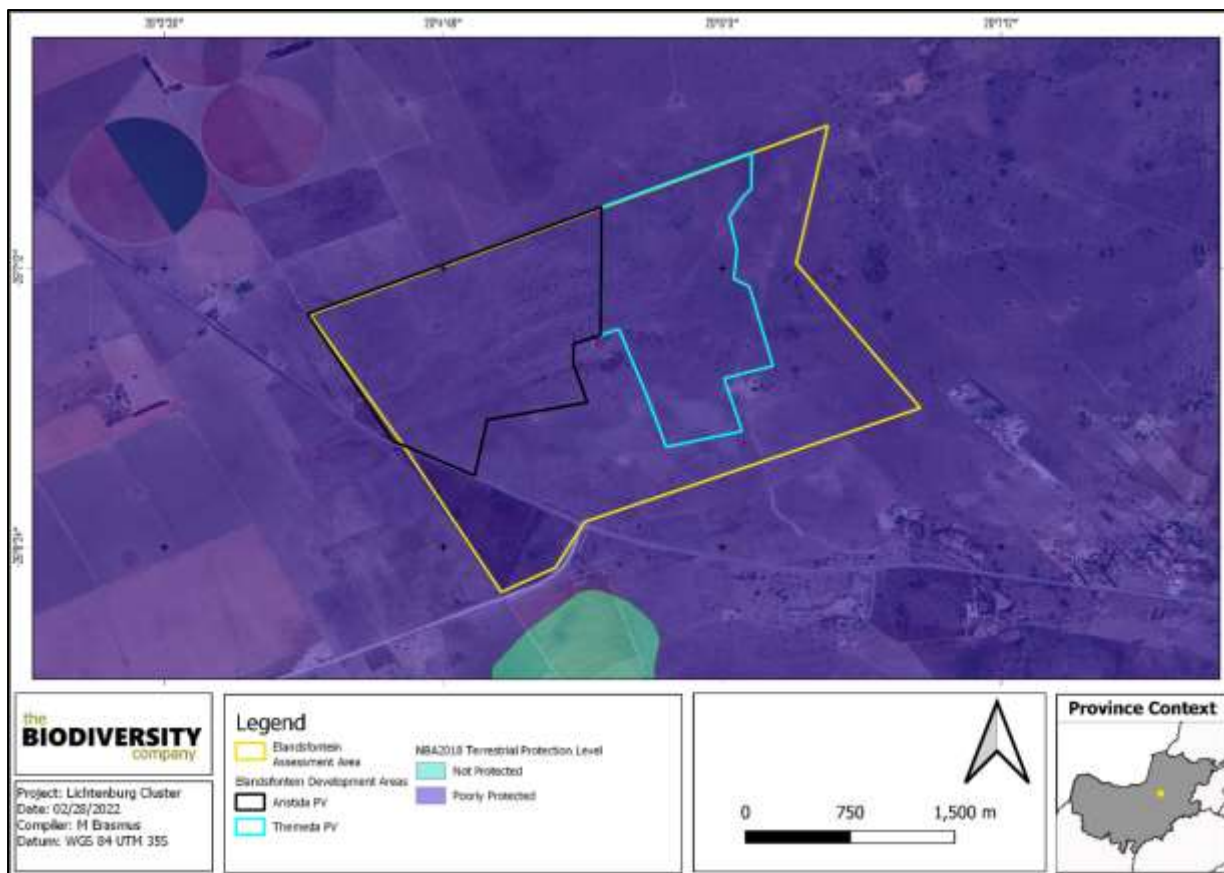 the
BIODIVERSITY
company
Project: Lichtenburg Cluster
Date: 02/28/2022
Compiler: M Erasmus
Datum: WGS 84 UTM 35S
Legend
Elandsfontein
Assessment Area
Elandsfontein Development Areas
Aristida PV
Themeda PV
NBA2018 Terrestrial Protection Level
Not Protected
Poorly Protected
0 750 1,500 m
Province Context